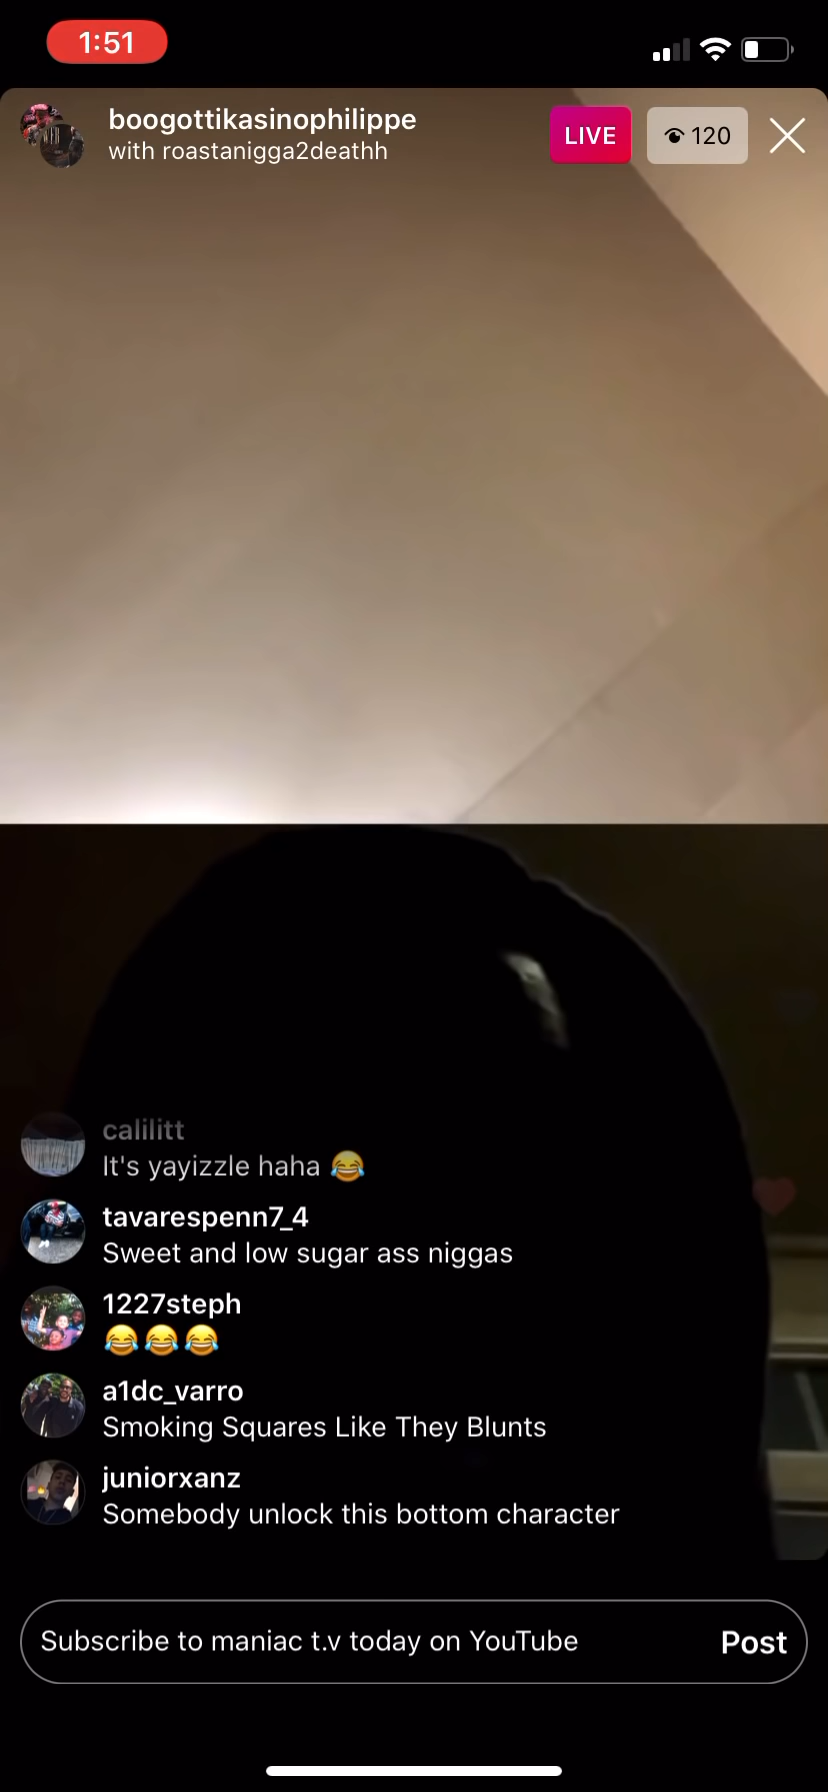 1:51
boogottikasinophilippe
with roastanigga2deathh
LIVE
120
calilitt
It's yayizzle haha 😂
tavarespenn7_4
Sweet and low sugar ass niggas
1227steph
😂😂😂
a1dc_varro
Smoking Squares Like They Blunts
juniorxanz
Somebody unlock this bottom character
Subscribe to maniac t.v today on YouTube
Post